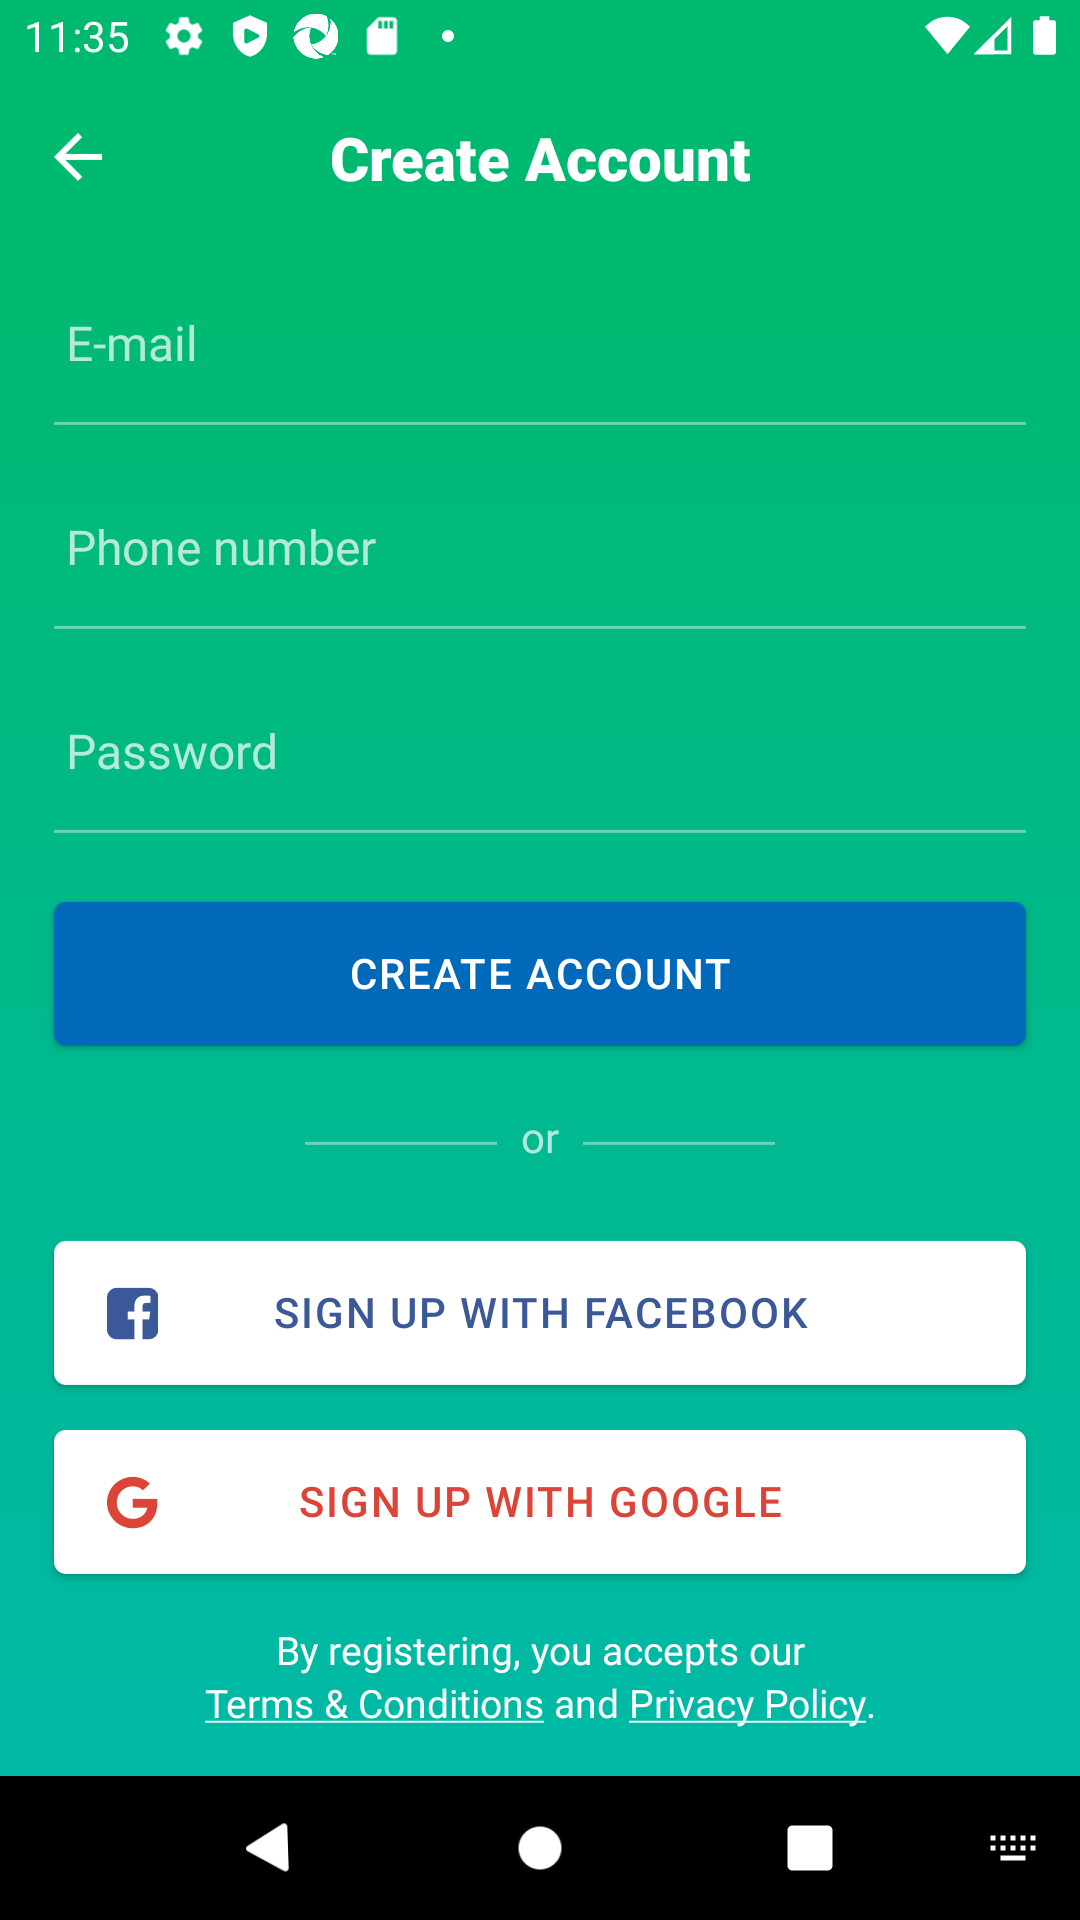 11:35
Create Account
E-mail
Phone number
Password
CREATE ACCOUNT
or
SIGN UP WITH FACEBOOK
SIGN UP WITH GOOGLE
By registering, you accepts our
Terms & Conditions and Privacy Policy.